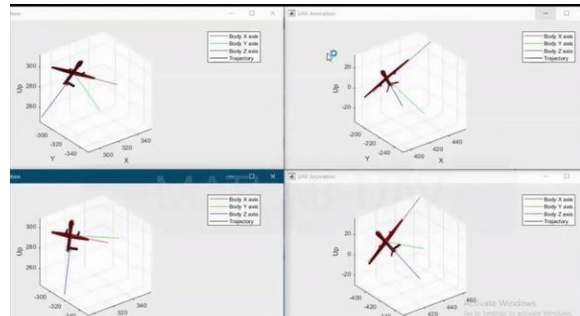 UAV Animation
Body X axis
Body Y axis
Body Z axis
Trajectory
300
280
260
Up
-300
-320
-340
Y
300
320
340
X
Body X axis
Body Y axis
Body Z axis
Trajectory
20
0
-20
Up
-200
-220
-240
Y
400
420
440
X
UAV Animation
Body X axis
Body Y axis
Body Z axis
Trajectory
300
280
260
Up
-300
-320
320
340
Body X axis
Body Y axis
Body Z axis
Trajectory
20
0
-20
Up
-400
-420
420
440
460
Activate Windows
Go to Settings to activate Windows.